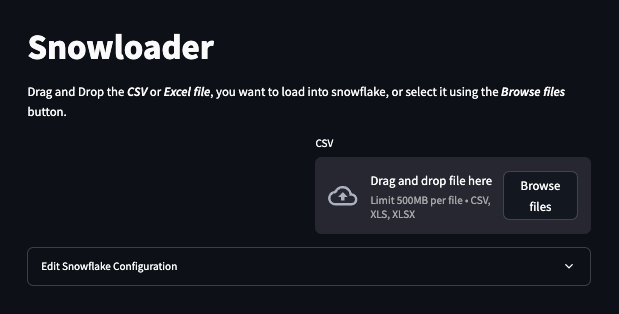 Snowloader
Drag and Drop the CSV or Excel file, you want to load into snowflake, or select it using the Browse files
button.
CSV
Drag and drop file here
Limit 500MB per file • CSV,
XLS, XLSX
Browse
files
Edit Snowflake Configuration